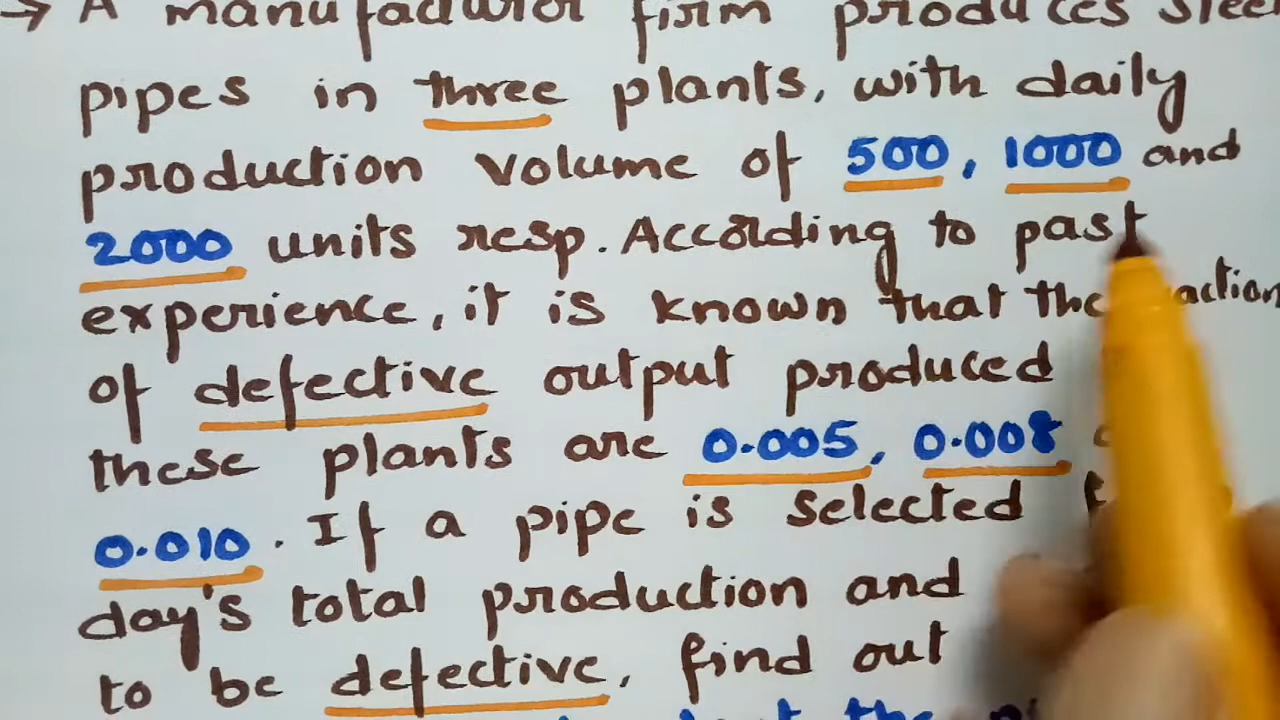 → A manufacturer firm produces steel
pipes in three plants, with daily
production volume of 500, 1000 and
2000 units resp. According to past
experience, it is known that the action
of defective output produced
these plants are 0.005, 0.008
0.010. If a pipe is selected
day's total production and
to be defective, find out
the